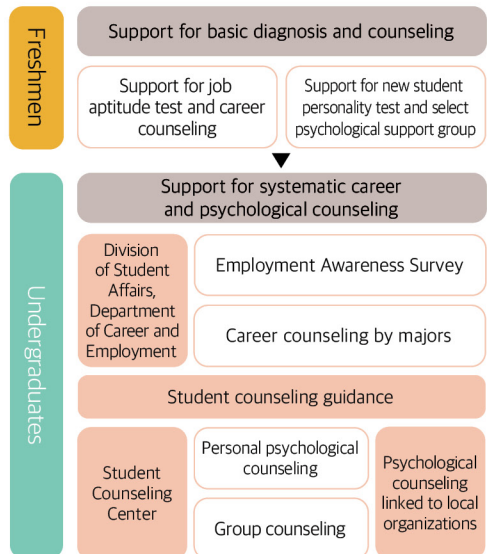 Freshmen
Support for basic diagnosis and counseling
Support for job
aptitude test and career
counseling
Support for new student
personality test and select
psychological support group
Undergraduates
Support for systematic career
and psychological counseling
Division
of Student
Affairs,
Department
of Career and
Employment
Employment Awareness Survey
Career counseling by majors
Student counseling guidance
Student
Counseling
Center
Personal psychological
counseling
Group counseling
Psychological
counseling
linked to local
organizations